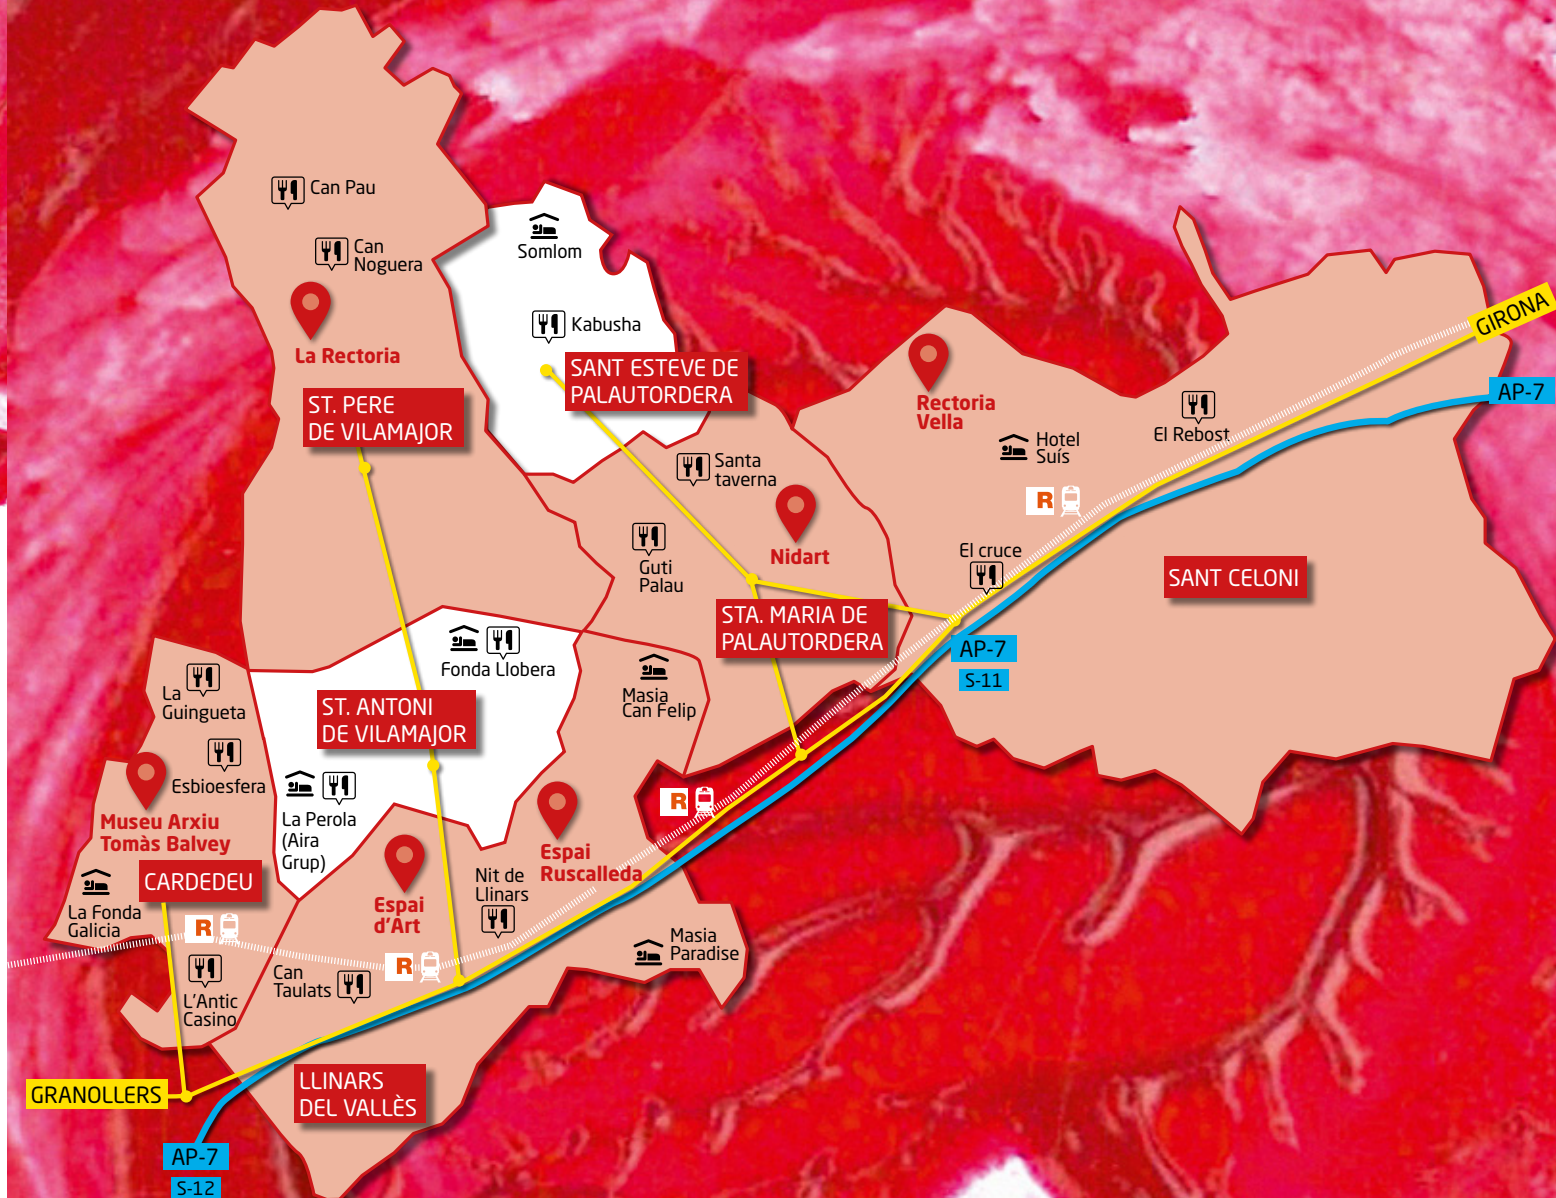 Can Pau
Can
Noguera
La Rectoria
ST. PERE
DE VILAMAJOR
Somlom
Kabusha
SANT ESTEVE DE
PALAUTORDERA
GIRONA
AP-7
Rectoria
Vella
El Rebost
Hotel
Suís
R
Santa
taverna
Nidart
Guti
Palau
El cruce
SANT CELONI
STA. MARIA DE
PALAUTORDERA
AP-7
S-11
Fonda Llobera
Masia
Can Felip
La
Guingueta
ST. ANTONI
DE VILAMAJOR
Esbioesfera
La Perola
(Aira
Grup)
R
Museu Arxiu
Tomàs Balvey
CARDEDEU
Espai
Ruscalleda
Nit de
Llinars
Espai
d'Art
La Fonda
Galicia
R
R
Masia
Paradise
Can
Taulats
L'Antic
Casino
GRANOLLERS
LLINARS
DEL VALLÈS
AP-7
S-12